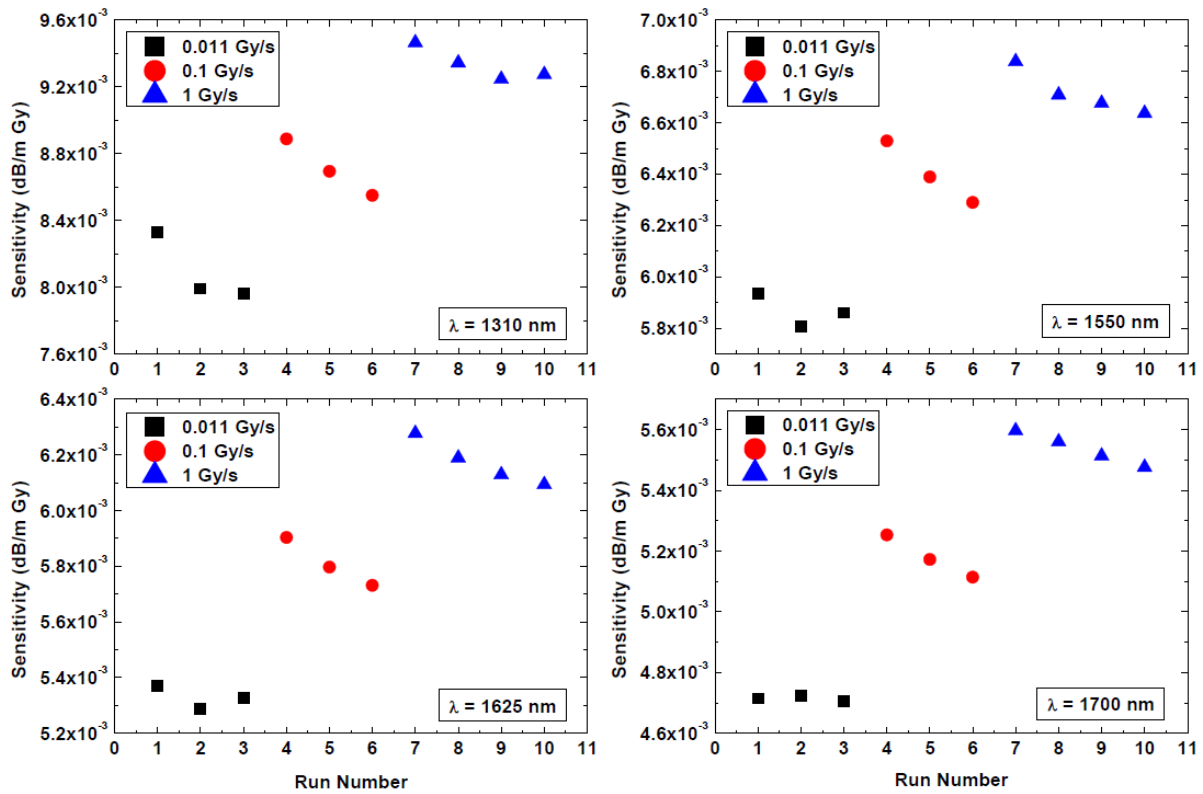 Sensitivity (dB/m Gy)
9.6x10⁻³
9.2x10⁻³
8.8x10⁻³
8.4x10⁻³
8.0x10⁻³
7.6x10⁻³
0.011 Gy/s
0.1 Gy/s
1 Gy/s
λ = 1310 nm
0 1 2 3 4 5 6 7 8 9 10 11
Sensitivity (dB/m Gy)
7.0x10⁻³
6.8x10⁻³
6.6x10⁻³
6.4x10⁻³
6.2x10⁻³
6.0x10⁻³
5.8x10⁻³
0.011 Gy/s
0.1 Gy/s
1 Gy/s
λ = 1550 nm
0 1 2 3 4 5 6 7 8 9 10 11
Sensitivity (dB/m Gy)
6.4x10⁻³
6.2x10⁻³
6.0x10⁻³
5.8x10⁻³
5.6x10⁻³
5.4x10⁻³
5.2x10⁻³
0.011 Gy/s
0.1 Gy/s
1 Gy/s
λ = 1625 nm
0 1 2 3 4 5 6 7 8 9 10 11
Run Number
Sensitivity (dB/m Gy)
5.6x10⁻³
5.4x10⁻³
5.2x10⁻³
5.0x10⁻³
4.8x10⁻³
4.6x10⁻³
0.011 Gy/s
0.1 Gy/s
1 Gy/s
λ = 1700 nm
0 1 2 3 4 5 6 7 8 9 10 11
Run Number